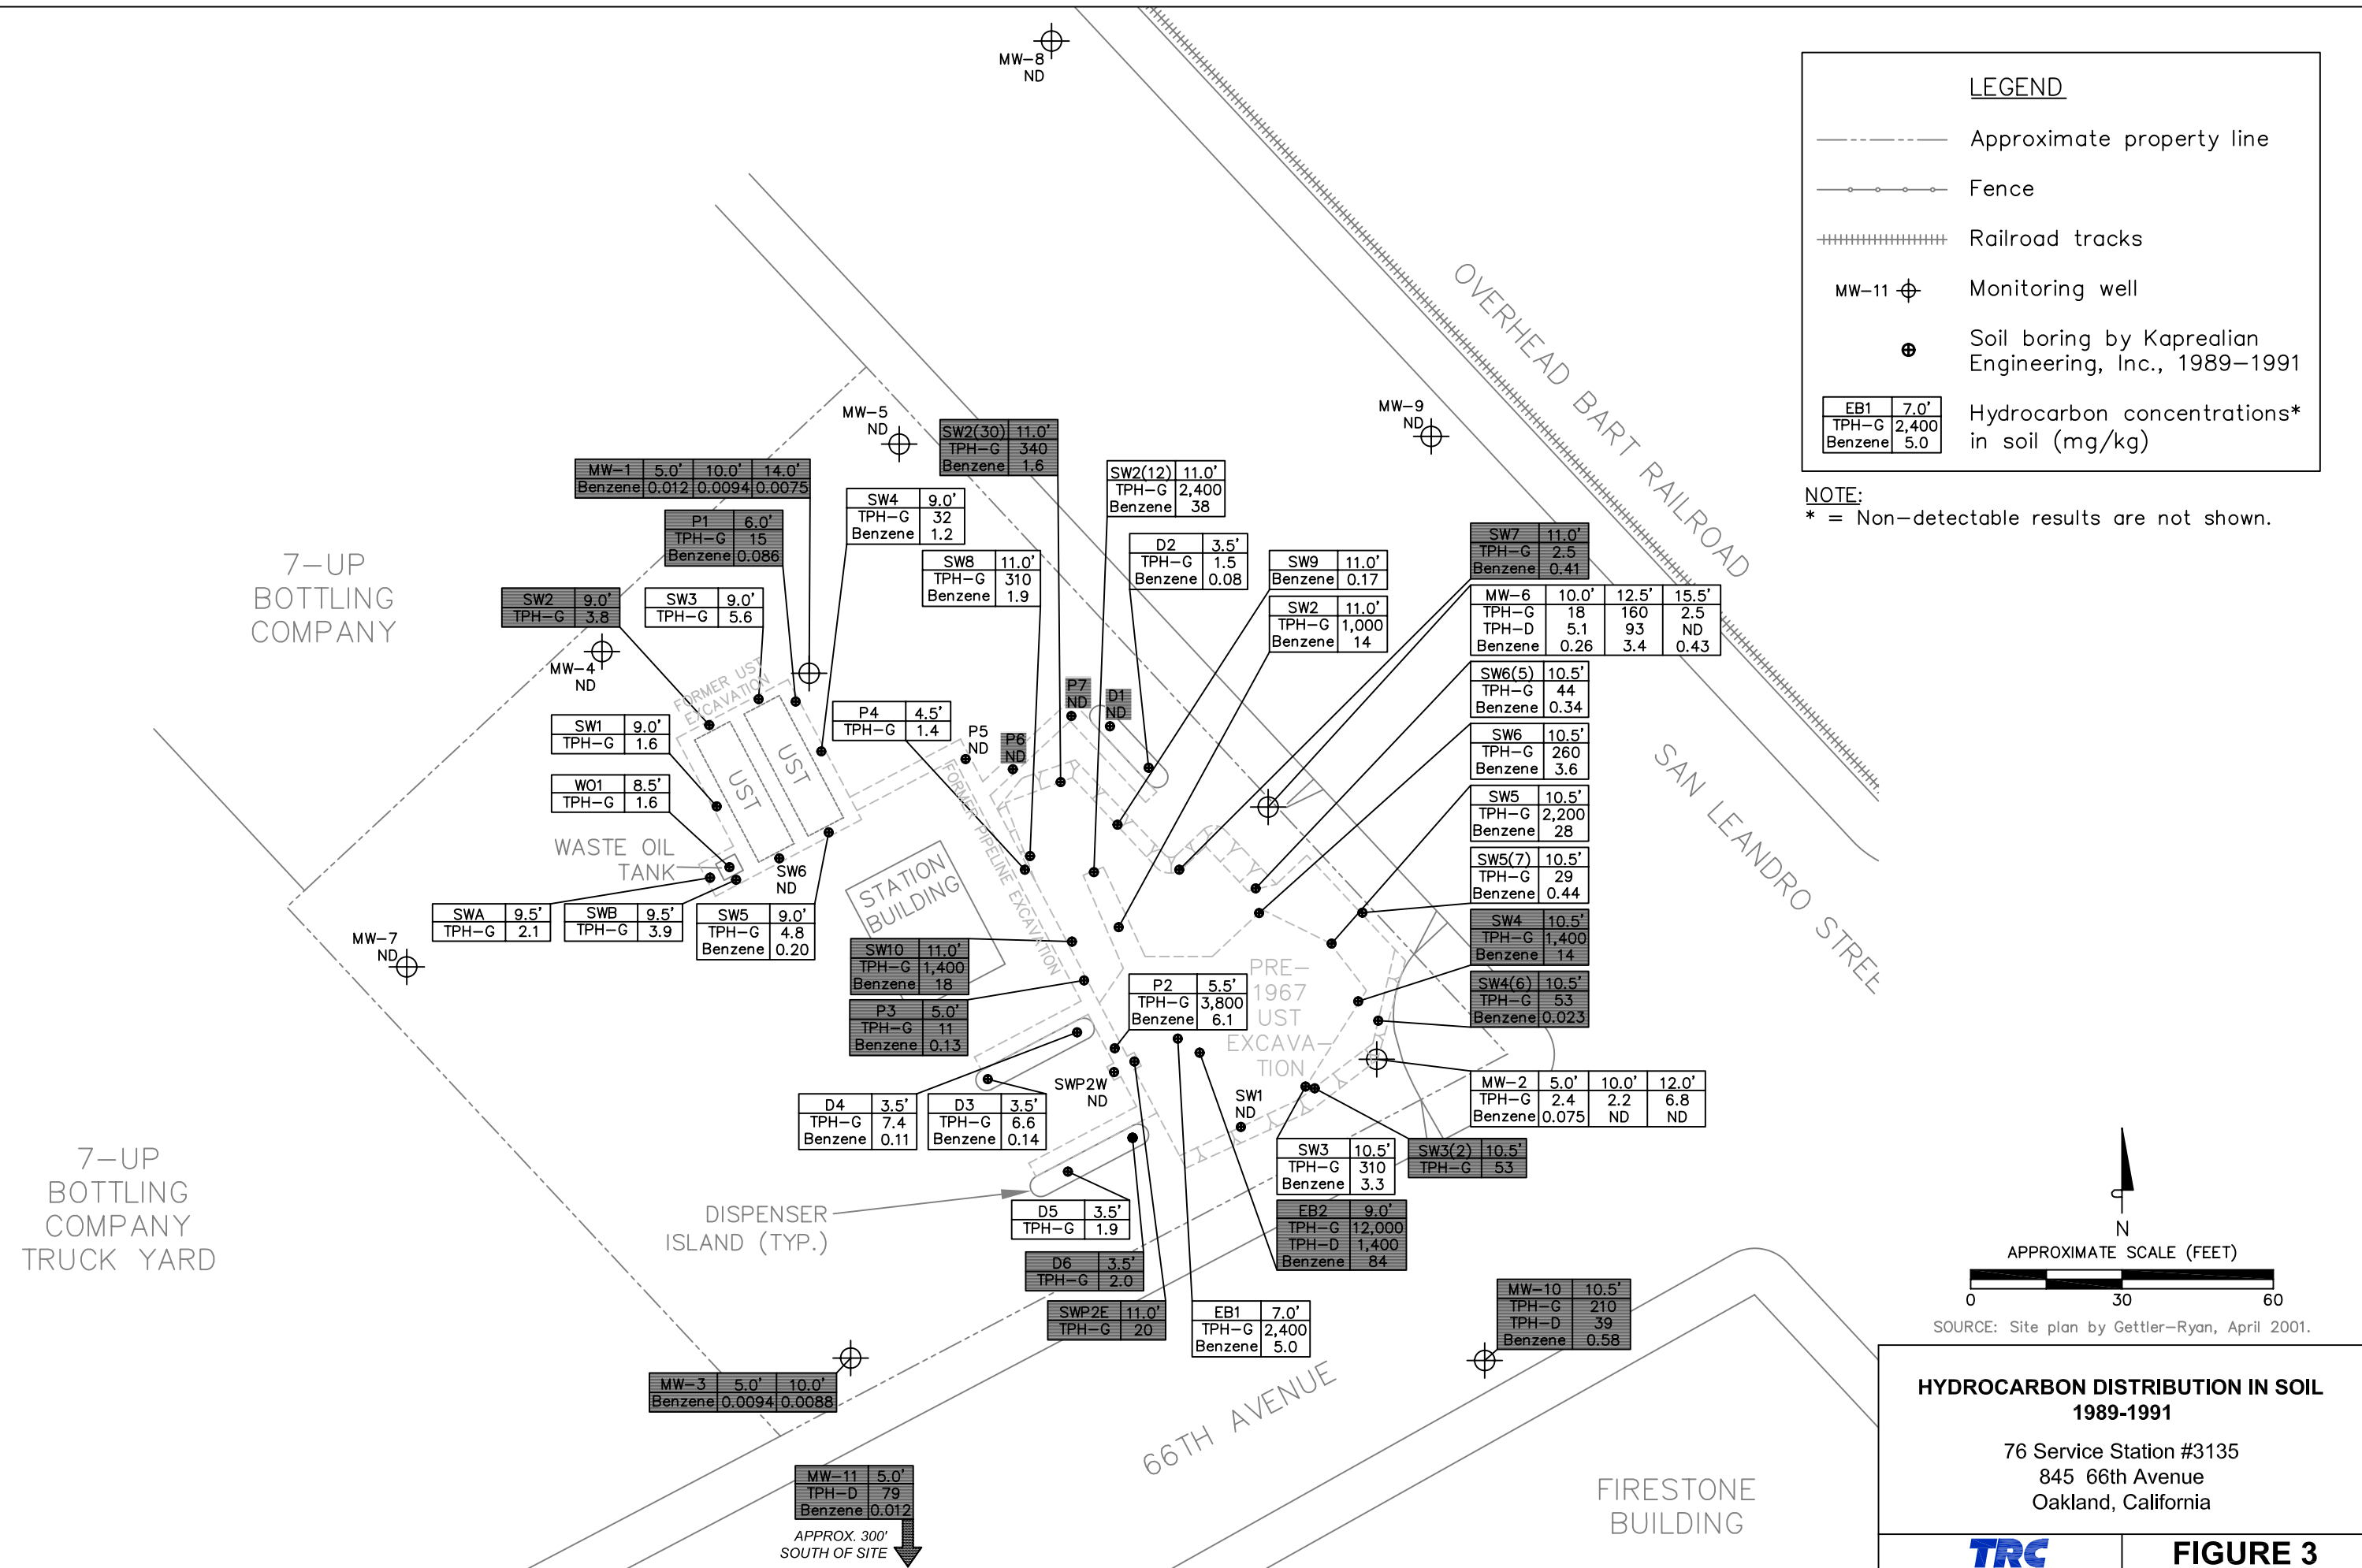 MW-8
ND
LEGEND
Approximate property line
Fence
Railroad tracks
MW-11
Monitoring well
Soil boring by Kaprealian
Engineering, Inc., 1989-1991
EB1 7.0'
TPH-G 2,400
Benzene 5.0
Hydrocarbon concentrations*
in soil (mg/kg)
NOTE:
* = Non-detectable results are not shown.
OVERHEAD BART RAILROAD
SAN LEANDRO STREE
MW-5
ND
MW-9
ND
SW2(30) 11.0'
TPH-G 340
Benzene 1.6
MW-1 5.0' 10.0' 14.0'
Benzene 0.012 0.0094 0.0075
SW2(12) 11.0'
TPH-G 2,400
Benzene 38
SW4 9.0'
TPH-G 32
Benzene 1.2
P1 6.0'
TPH-G 15
Benzene 0.086
SW8 11.0'
TPH-G 310
Benzene 1.9
D2 3.5'
TPH-G 1.5
Benzene 0.08
SW9 11.0'
Benzene 0.17
SW2 11.0'
TPH-G 1,000
Benzene 14
SW7 11.0'
TPH-G 2.5
Benzene 0.41
MW-6 10.0' 12.5' 15.5'
TPH-G 18 160 2.5
TPH-D 5.1 93 ND
Benzene 0.26 3.4 0.43
SW6(5) 10.5'
TPH-G 44
Benzene 0.34
SW6 10.5'
TPH-G 260
Benzene 3.6
SW5 10.5'
TPH-G 2,200
Benzene 28
SW5(7) 10.5'
TPH-G 29
Benzene 0.44
SW4 10.5'
TPH-G 1,400
Benzene 14
SW4(6) 10.5'
TPH-G 53
Benzene 0.023
MW-2 5.0' 10.0' 12.0'
TPH-G 2.4 2.2 6.8
Benzene 0.075 ND ND
7-UP
BOTTLING
COMPANY
SW2 9.0'
TPH-G 3.8
SW3 9.0'
TPH-G 5.6
MW-4
ND
FORMER UST
EXCAVATION
UST
UST
SW1 9.0'
TPH-G 1.6
WO1 8.5'
TPH-G 1.6
WASTE OIL
TANK
SW6
ND
SWA 9.5'
TPH-G 2.1
SWB 9.5'
TPH-G 3.9
SW5 9.0'
TPH-G 4.8
Benzene 0.20
MW-7
ND
P4 4.5'
TPH-G 1.4
P5
ND
P6
ND
P7
ND
D1
ND
FORMER PIPELINE EXCAVATION
STATION
BUILDING
SW10 11.0'
TPH-G 1,400
Benzene 18
P3 5.0'
TPH-G 11
Benzene 0.13
P2 5.5'
TPH-G 3,800
Benzene 6.1
PRE-
1967
UST
EXCAVA-
TION
SWP2W
ND
SW1
ND
D4 3.5'
TPH-G 7.4
Benzene 0.11
D3 3.5'
TPH-G 6.6
Benzene 0.14
SW3 10.5'
TPH-G 310
Benzene 3.3
SW3(2) 10.5'
TPH-G 53
EB2 9.0'
TPH-G 12,000
TPH-D 1,400
Benzene 84
7-UP
BOTTLING
COMPANY
TRUCK YARD
DISPENSER
ISLAND (TYP.)
D5 3.5'
TPH-G 1.9
D6 3.5'
TPH-G 2.0
SWP2E 11.0'
TPH-G 20
EB1 7.0'
TPH-G 2,400
Benzene 5.0
MW-10 10.5'
TPH-G 210
TPH-D 39
Benzene 0.58
MW-3 5.0' 10.0'
Benzene 0.0094 0.0088
MW-11 5.0'
TPH-D 79
Benzene 0.012
APPROX. 300'
SOUTH OF SITE
66TH AVENUE
FIRESTONE
BUILDING
N
APPROXIMATE SCALE (FEET)
0 30 60
SOURCE: Site plan by Gettler-Ryan, April 2001.
HYDROCARBON DISTRIBUTION IN SOIL
1989-1991
76 Service Station #3135
845 66th Avenue
Oakland, California
TRC
FIGURE 3